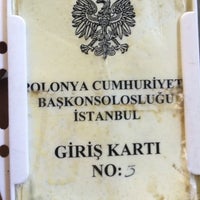 POLONYA CUMHURİYETİ
BAŞKONSOLOSLUĞU
İSTANBUL
GİRİŞ KARTI
NO: 3